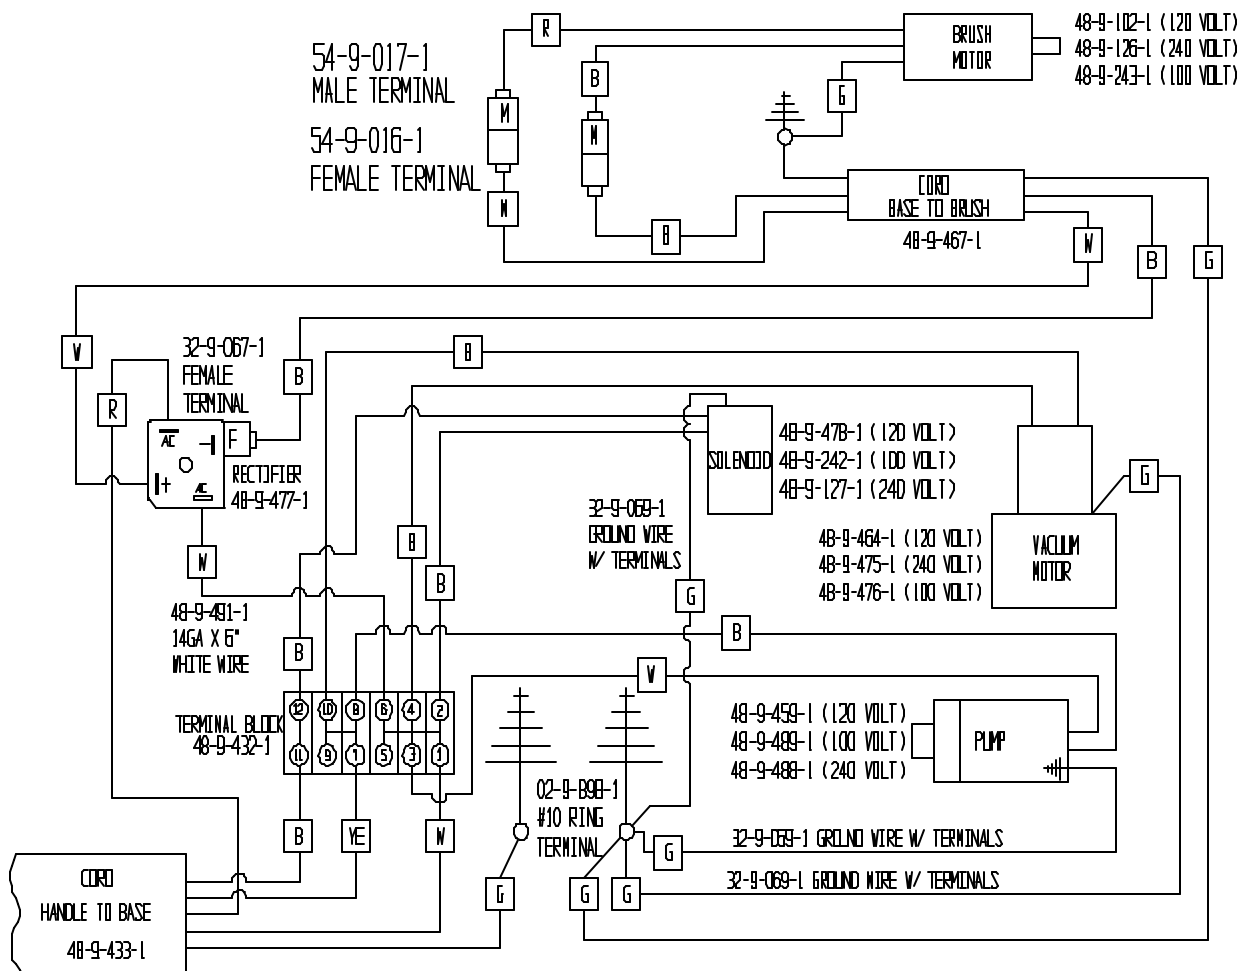 R
BRUSH
MOTOR
48-9-102-1 (120 VOLT)
48-9-126-1 (240 VOLT)
48-9-243-1 (100 VOLT)
54-9-017-1
MALE TERMINAL
B
G
M
54-9-016-1
FEMALE TERMINAL
M
W
CORD
BASE TO BRUSH
B
48-9-467-1
W
B
G
W
32-9-067-1
FEMALE
TERMINAL
B
B
R
AC
F
+
AC
RECTIFIER
48-9-477-1
SOLENOID
48-9-478-1 (120 VOLT)
48-9-242-1 (100 VOLT)
48-9-127-1 (240 VOLT)
G
32-9-069-1
GROUND WIRE
W/ TERMINALS
48-9-464-1 (120 VOLT)
48-9-475-1 (240 VOLT)
48-9-476-1 (100 VOLT)
VACUUM
MOTOR
B
W
B
G
48-9-491-1
14GA X 6"
WHITE WIRE
B
B
W
TERMINAL BLOCK
48-9-432-1
12 10 8 6 4 2
11 9 7 5 3 1
48-9-459-1 (120 VOLT)
48-9-489-1 (100 VOLT)
48-9-488-1 (240 VOLT)
PUMP
02-9-898-1
#10 RING
TERMINAL
B
YE
W
G
32-9-069-1 GROUND WIRE W/ TERMINALS
32-9-069-1 GROUND WIRE W/ TERMINALS
G
G
G
CORD
HANDLE TO BASE
48-9-433-1